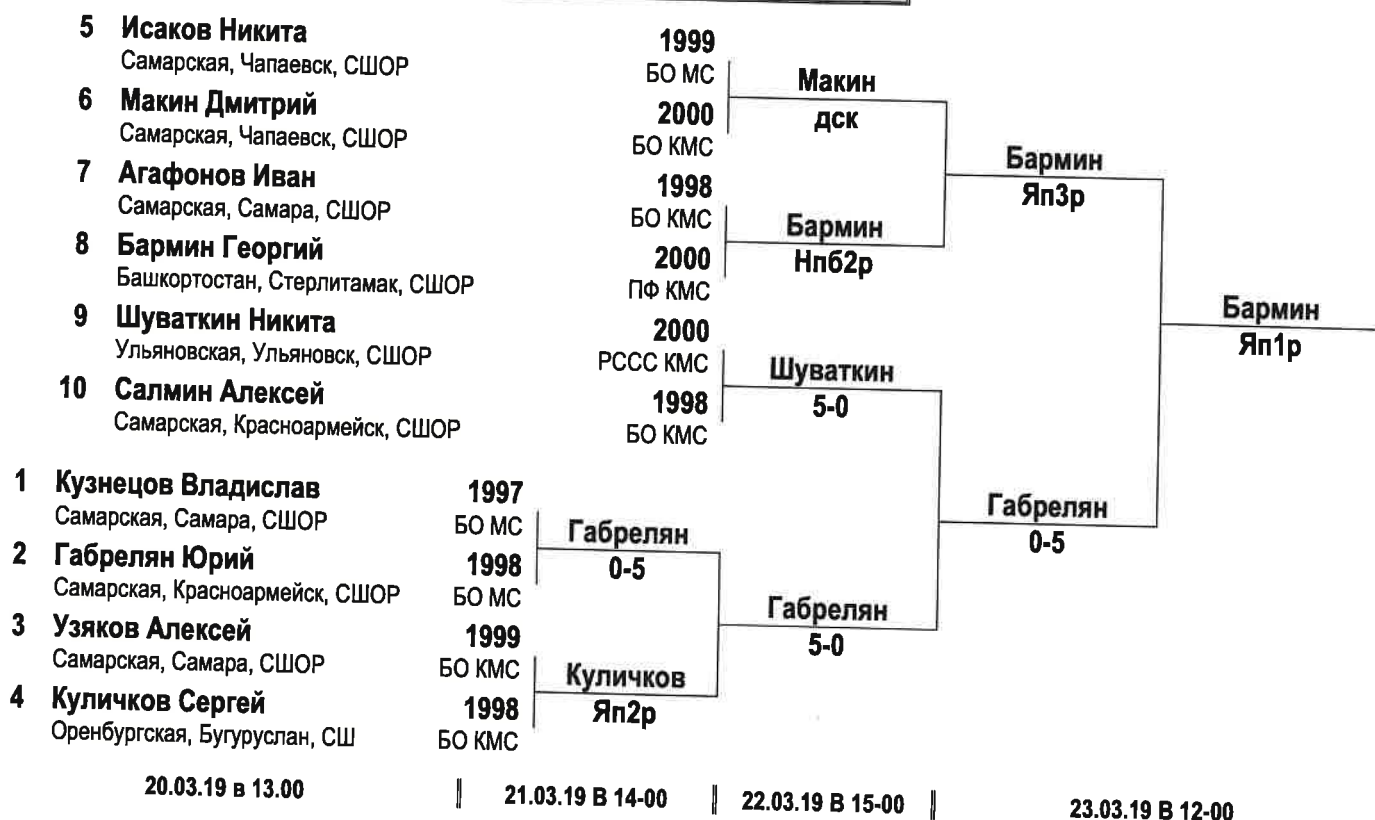 5 Исаков Никита 1999
Самарская, Чапаевск, СШОР БО МС
Макин
6 Макин Дмитрий 2000
дск
Самарская, Чапаевск, СШОР БО КМС
Бармин
7 Агафонов Иван 1998
Яп3р
Самарская, Самара, СШОР БО КМС
Бармин
8 Бармин Георгий 2000
Нпб2р
Башкортостан, Стерлитамак, СШОР ПФ КМС
Бармин
9 Шуваткин Никита 2000
Яп1р
Ульяновская, Ульяновск, СШОР РССС КМС
Шуваткин
10 Салмин Алексей 1998
5-0
Самарская, Красноармейск, СШОР БО КМС
1 Кузнецов Владислав 1997
Самарская, Самара, СШОР БО МС
Габрелян
Габрелян
0-5
2 Габрелян Юрий 1998
0-5
Самарская, Красноармейск, СШОР БО МС
Габрелян
3 Узяков Алексей 1999
5-0
Самарская, Самара, СШОР БО КМС
Куличков
4 Куличков Сергей 1998
Яп2р
Оренбургская, Бугуруслан, СШ БО КМС
20.03.19 в 13.00 21.03.19 В 14-00 22.03.19 В 15-00 23.03.19 В 12-00